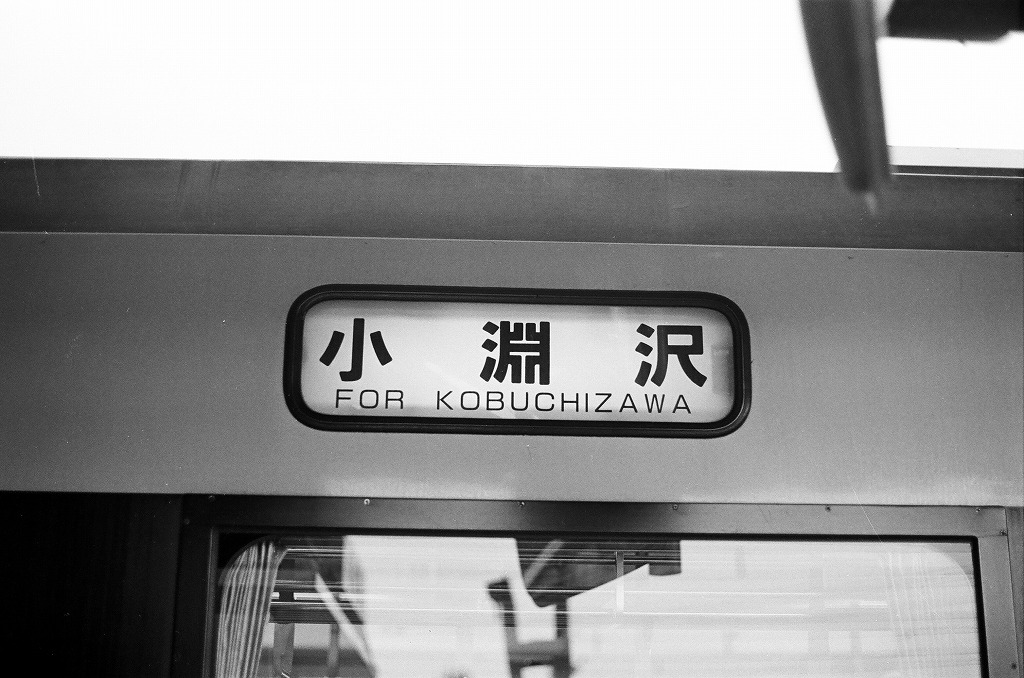 小淵沢
FOR KOBUCHIZAWA